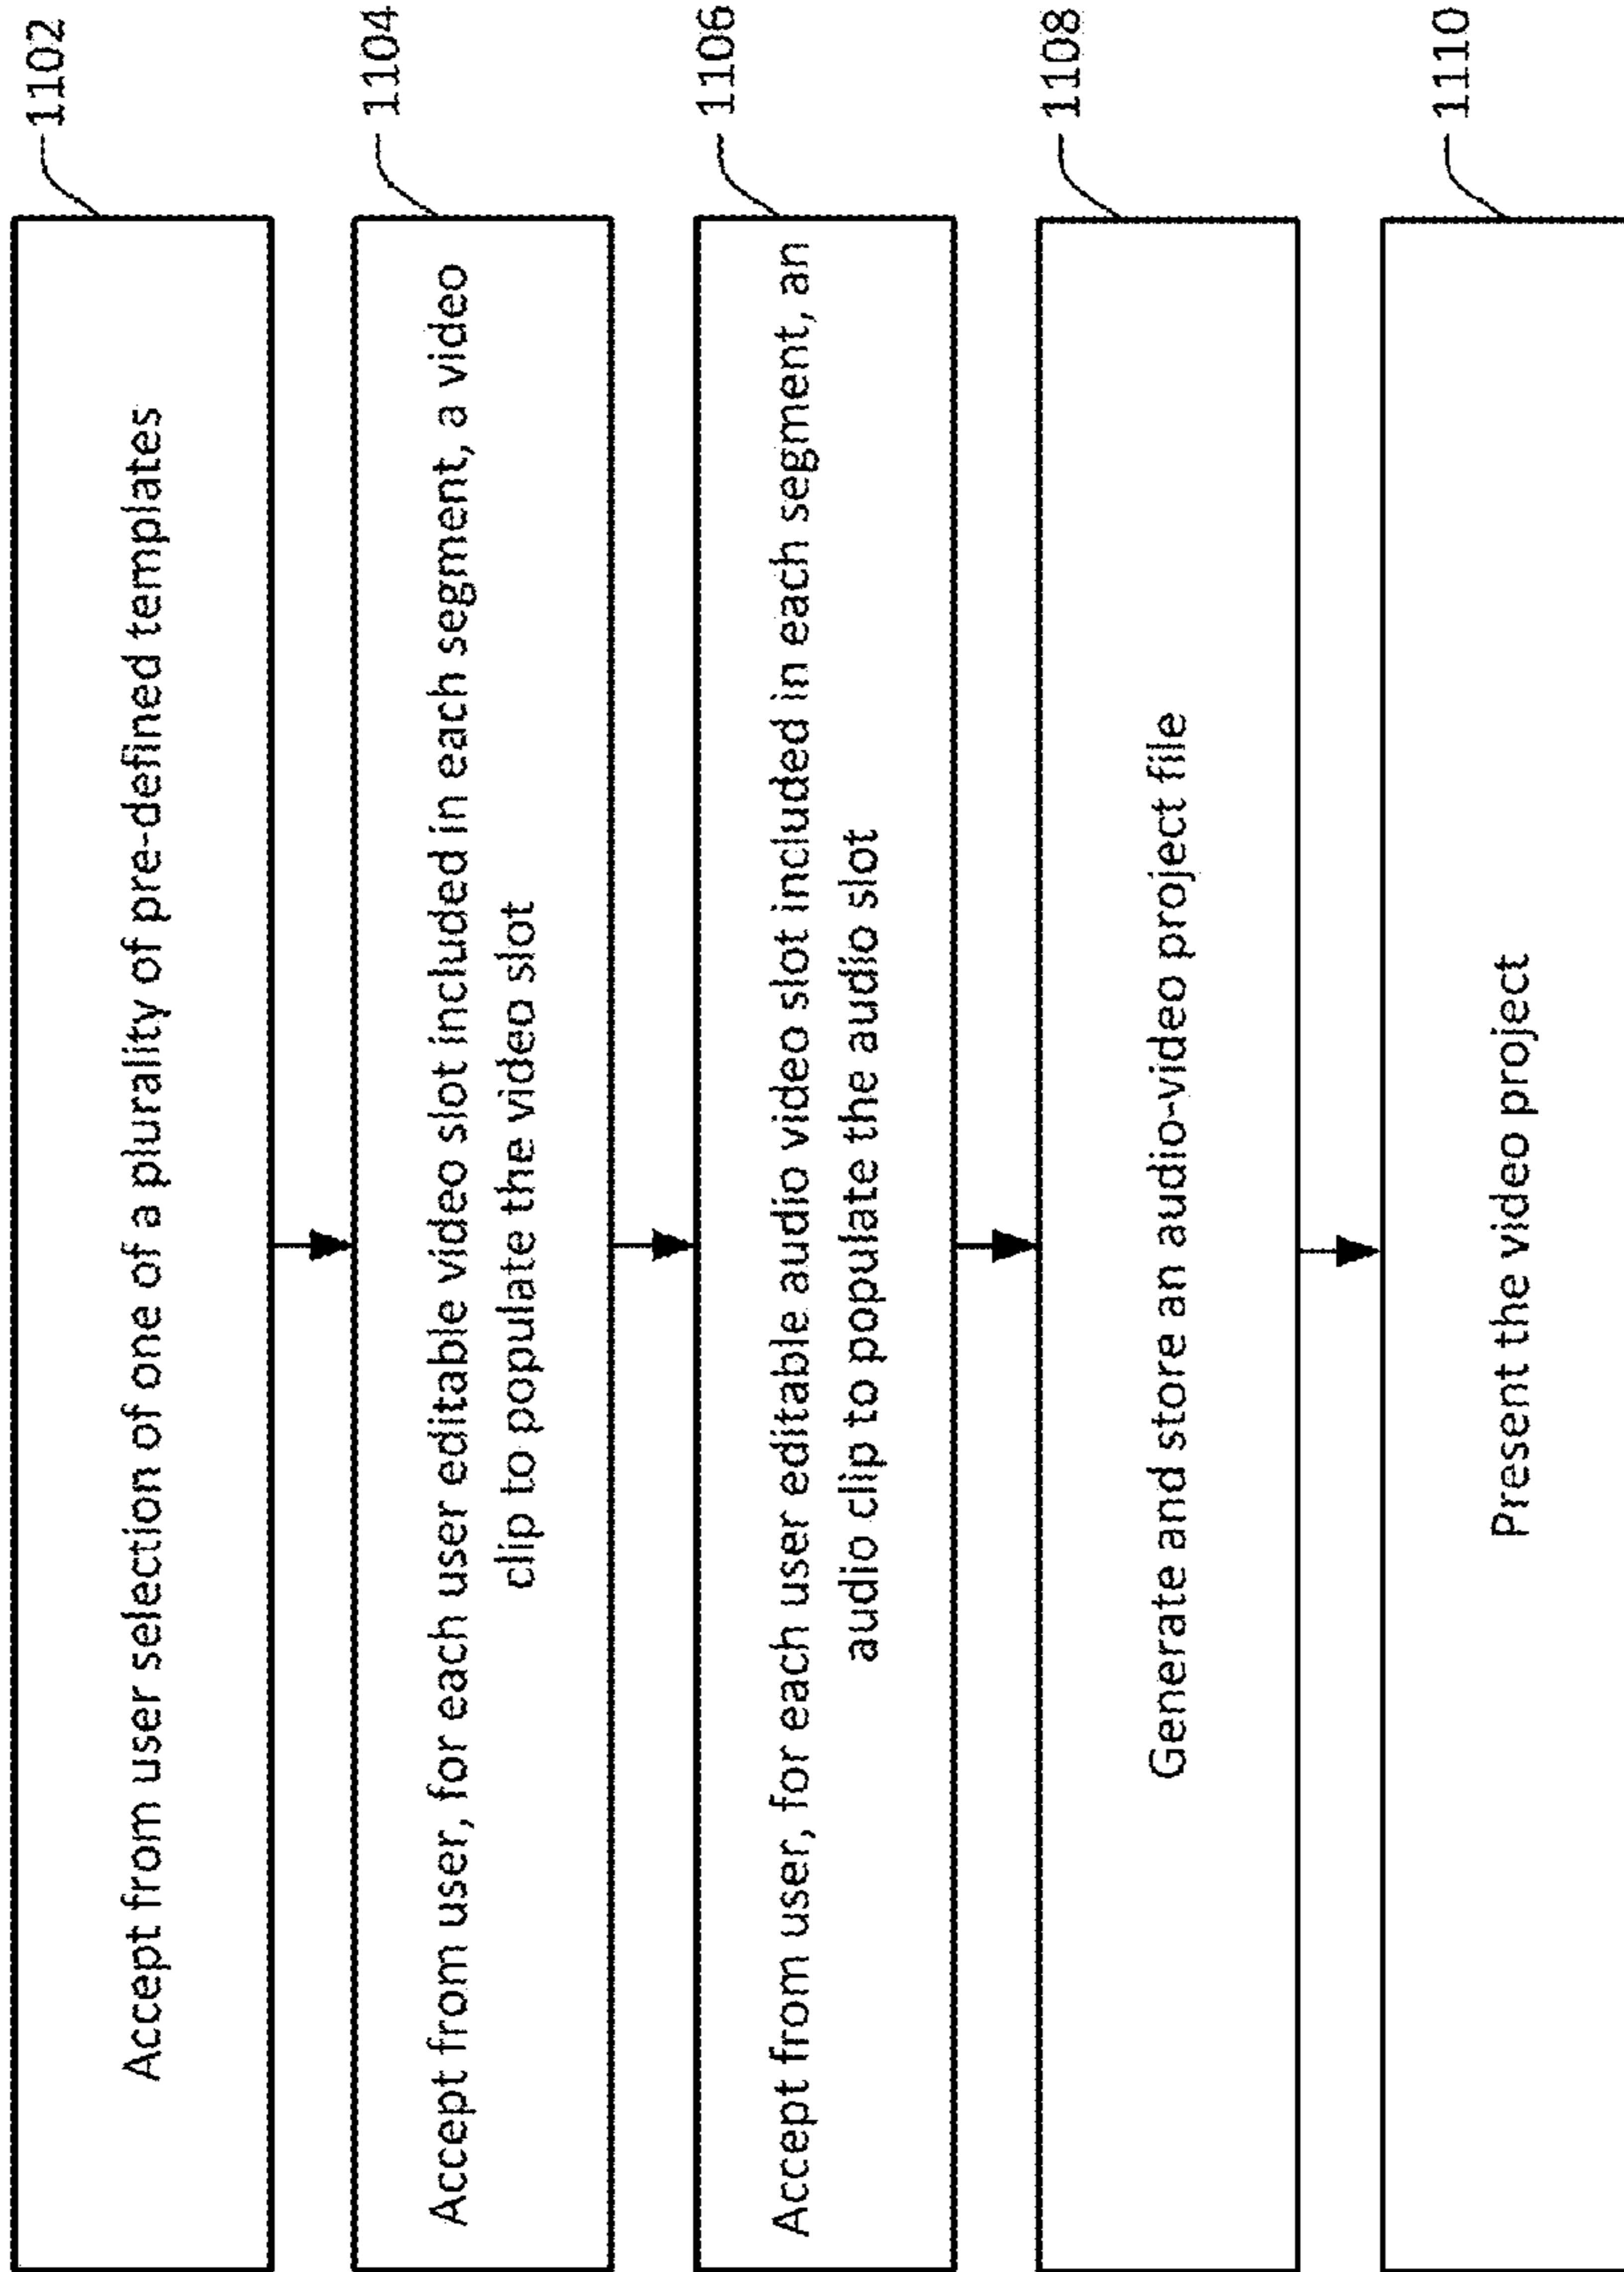 1102
Accept from user selection of one of a plurality of pre-defined templates
1104
Accept from user, for each user editable video slot included in each segment, a video
clip to populate the video slot
1106
Accept from user, for each user editable audio video slot included in each segment, an
audio clip to populate the audio slot
1108
Generate and store an audio-video project file
1110
Present the video project